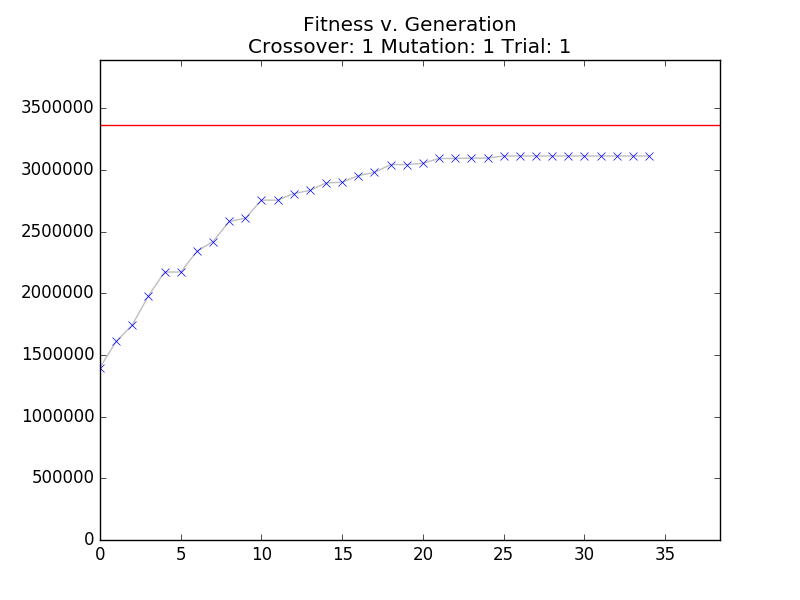 Fitness v. Generation
Crossover: 1 Mutation: 1 Trial: 1
3500000
3000000
2500000
2000000
1500000
1000000
500000
0
0 5 10 15 20 25 30 35